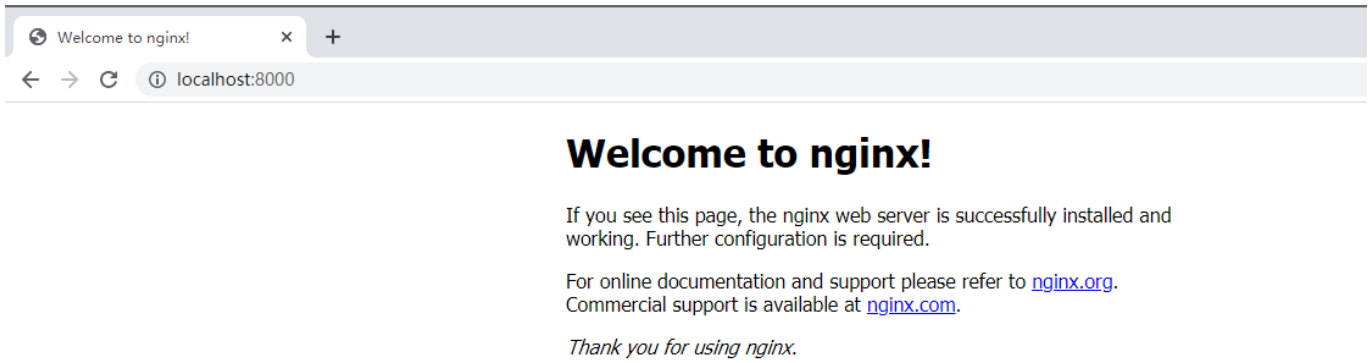 Welcome to nginx!
localhost:8000
Welcome to nginx!
If you see this page, the nginx web server is successfully installed and
working. Further configuration is required.
For online documentation and support please refer to nginx.org.
Commercial support is available at nginx.com.
Thank you for using nginx.